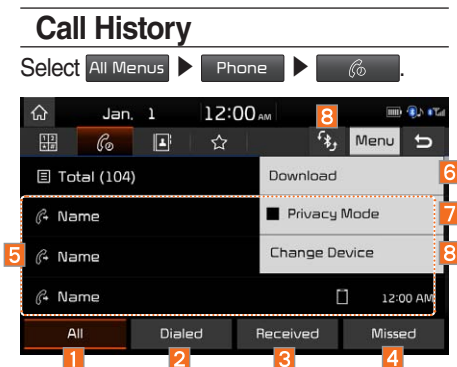 Call History
Select All Menus ▶ Phone ▶ .
Jan. 1 12:00 AM 8
Menu
Total (104) Download 6
Name Privacy Mode 7
5 Name Change Device 8
Name 12:00 AM
All Dialed Received Missed
1 2 3 4